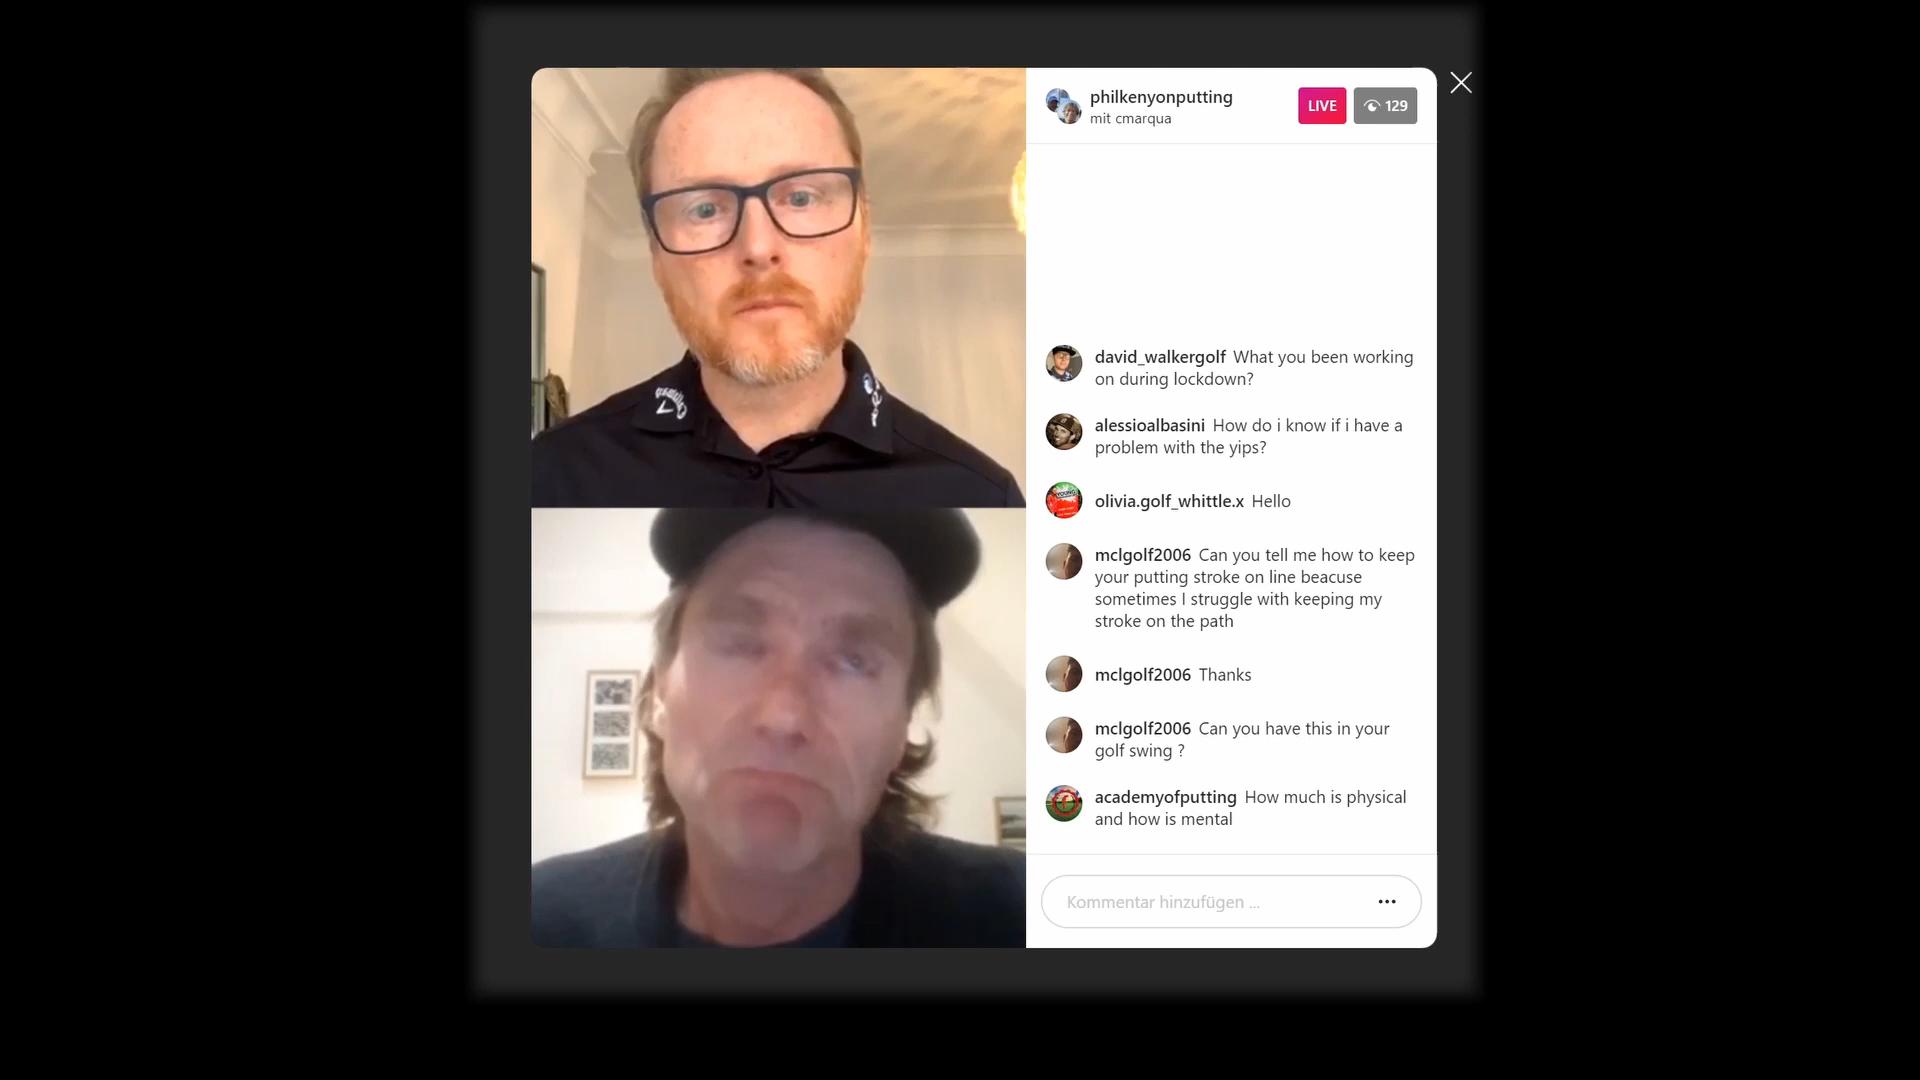 philkenyonputting
mit cmarqua
LIVE
129
david_walkergolf What you been working
on during lockdown?
alessioalbasini How do i know if i have a
problem with the yips?
olivia.golf_whittle.x Hello
mclgolf2006 Can you tell me how to keep
your putting stroke on line beacuse
sometimes I struggle with keeping my
stroke on the path
mclgolf2006 Thanks
mclgolf2006 Can you have this in your
golf swing ?
academyofputting How much is physical
and how is mental
Kommentar hinzufügen ...
Callaway